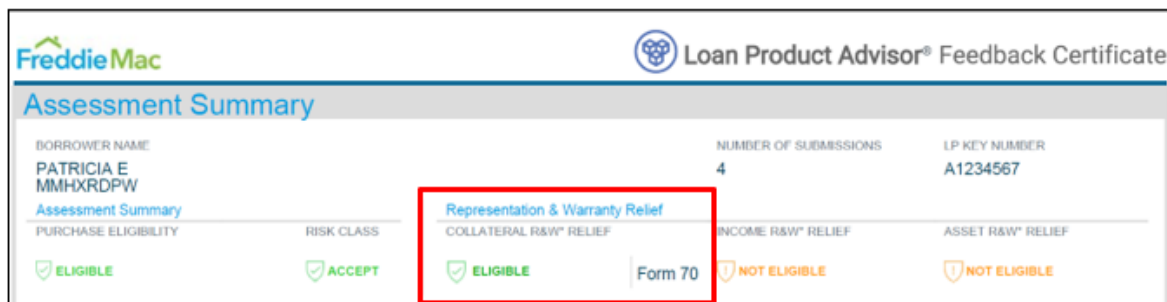 FreddieMac
Loan Product Advisor® Feedback Certificate
Assessment Summary
BORROWER NAME
NUMBER OF SUBMISSIONS
LP KEY NUMBER
PATRICIA E
MMHXRDPW
4
A1234567
Assessment Summary
Representation & Warranty Relief
PURCHASE ELIGIBILITY
RISK CLASS
COLLATERAL R&W* RELIEF
INCOME R&W* RELIEF
ASSET R&W* RELIEF
ELIGIBLE
ACCEPT
ELIGIBLE
Form 70
NOT ELIGIBLE
NOT ELIGIBLE